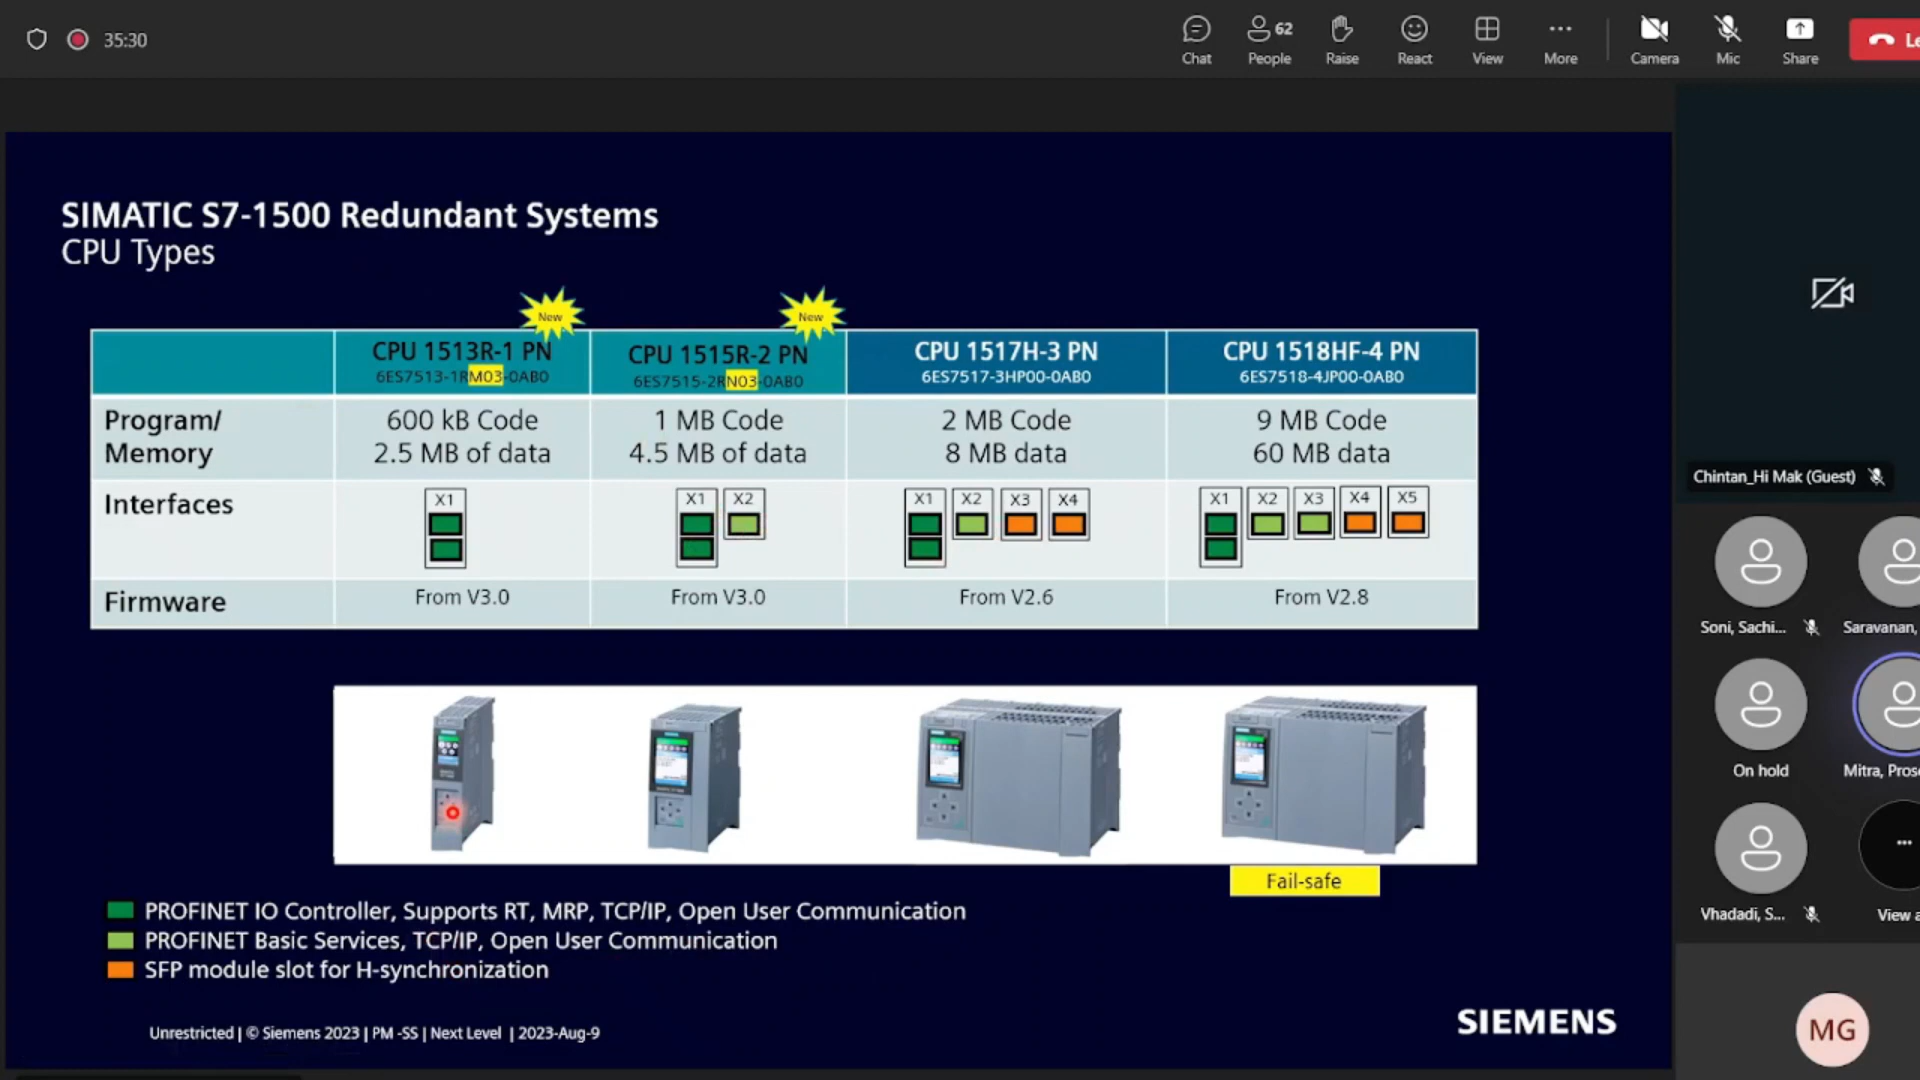 35:30
62
Chat People Raise React View More Camera Mic Share Le
SIMATIC S7-1500 Redundant Systems
CPU Types
New New
CPU 1513R-1 PN CPU 1515R-2 PN CPU 1517H-3 PN CPU 1518HF-4 PN
6ES7513-1RM03-0AB0 6ES7515-2RN03-0AB0 6ES7517-3HP00-0AB0 6ES7518-4JP00-0AB0
Program/ 600 kB Code 1 MB Code 2 MB Code 9 MB Code
Memory 2.5 MB of data 4.5 MB of data 8 MB data 60 MB data
Interfaces X1 X1 X2 X1 X2 X3 X4 X1 X2 X3 X4 X5
Firmware From V3.0 From V3.0 From V2.6 From V2.8
Fail-safe
PROFINET IO Controller, Supports RT, MRP, TCP/IP, Open User Communication
PROFINET Basic Services, TCP/IP, Open User Communication
SFP module slot for H-synchronization
Unrestricted | © Siemens 2023 | PM -SS | Next Level | 2023-Aug-9
SIEMENS
Chintan_Hi Mak (Guest)
Soni, Sachi... Saravanan,
On hold Mitra, Pros
Vhadadi, S... View a
MG